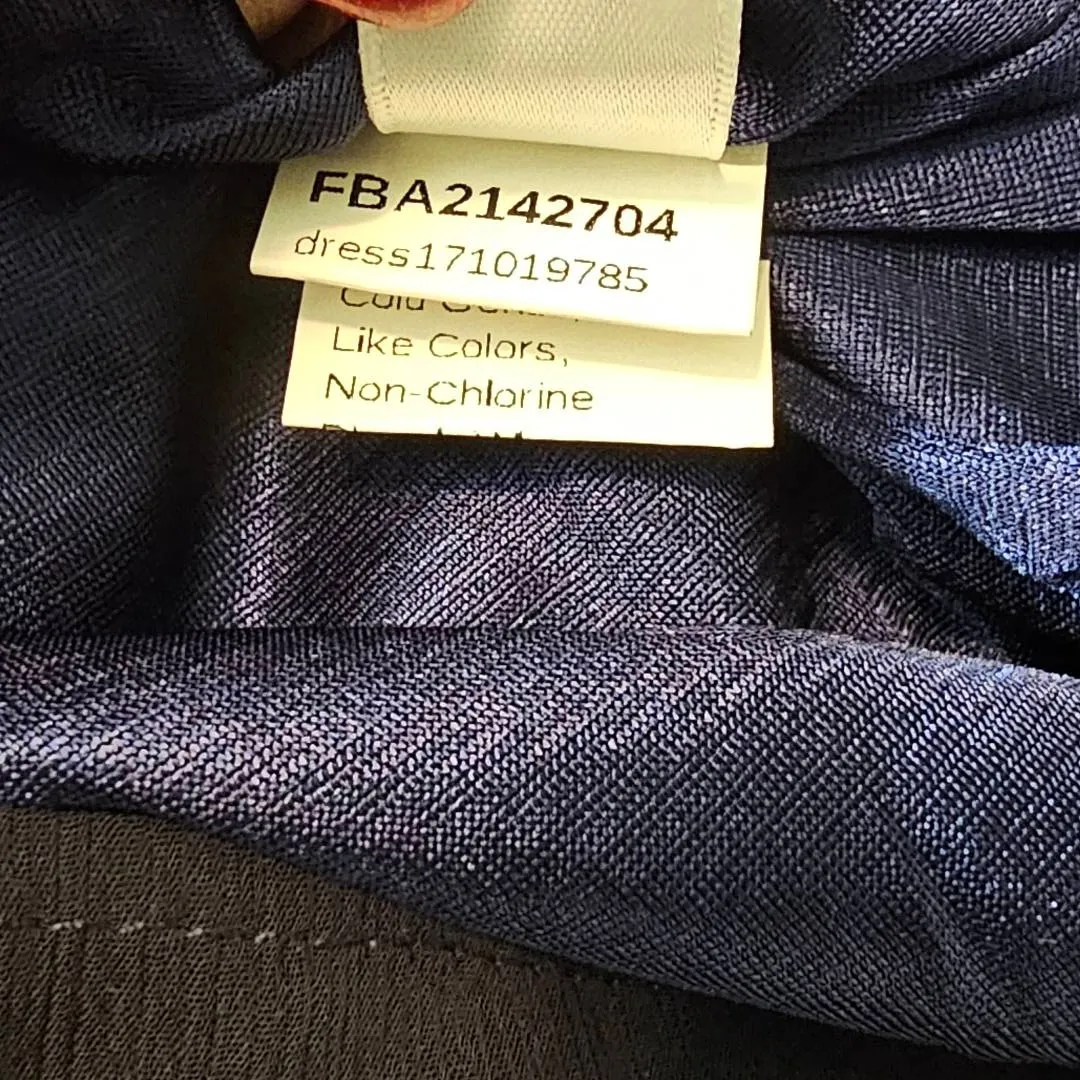 FBA2142704
dress171019785
Like Colors,
Non-Chlorine